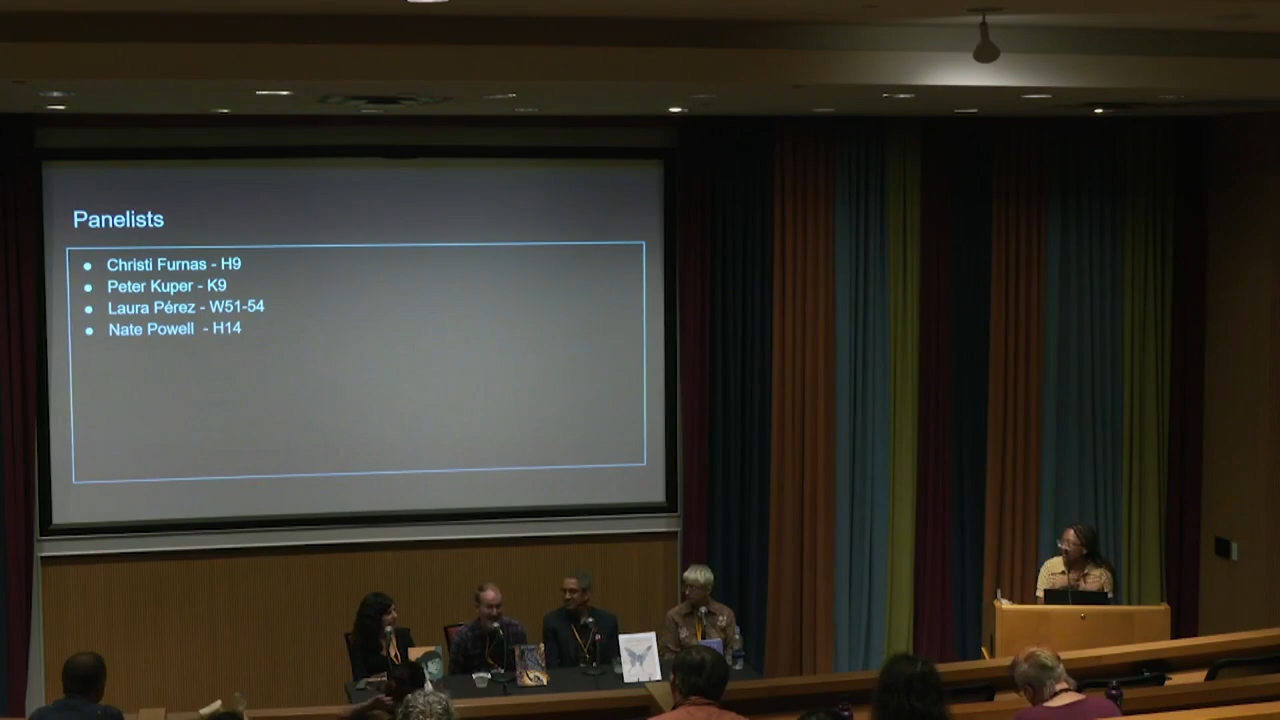 Panelists
Christi Furnas - H9
Peter Kuper - K9
Laura Pérez - W51-54
Nate Powell - H14